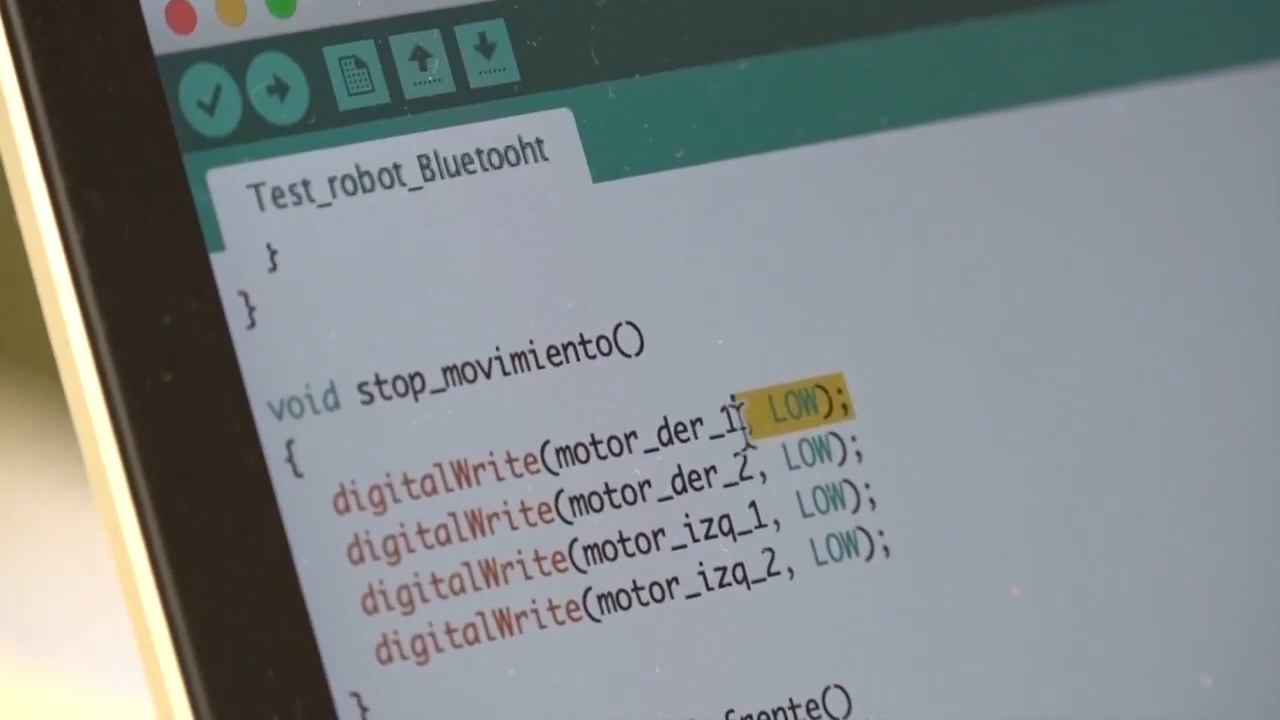 Test_robot_Bluetooht
}
}
void stop_movimiento()
{
digitalWrite(motor_der_1, LOW);
digitalWrite(motor_der_2, LOW);
digitalWrite(motor_izq_1, LOW);
digitalWrite(motor_izq_2, LOW);
}